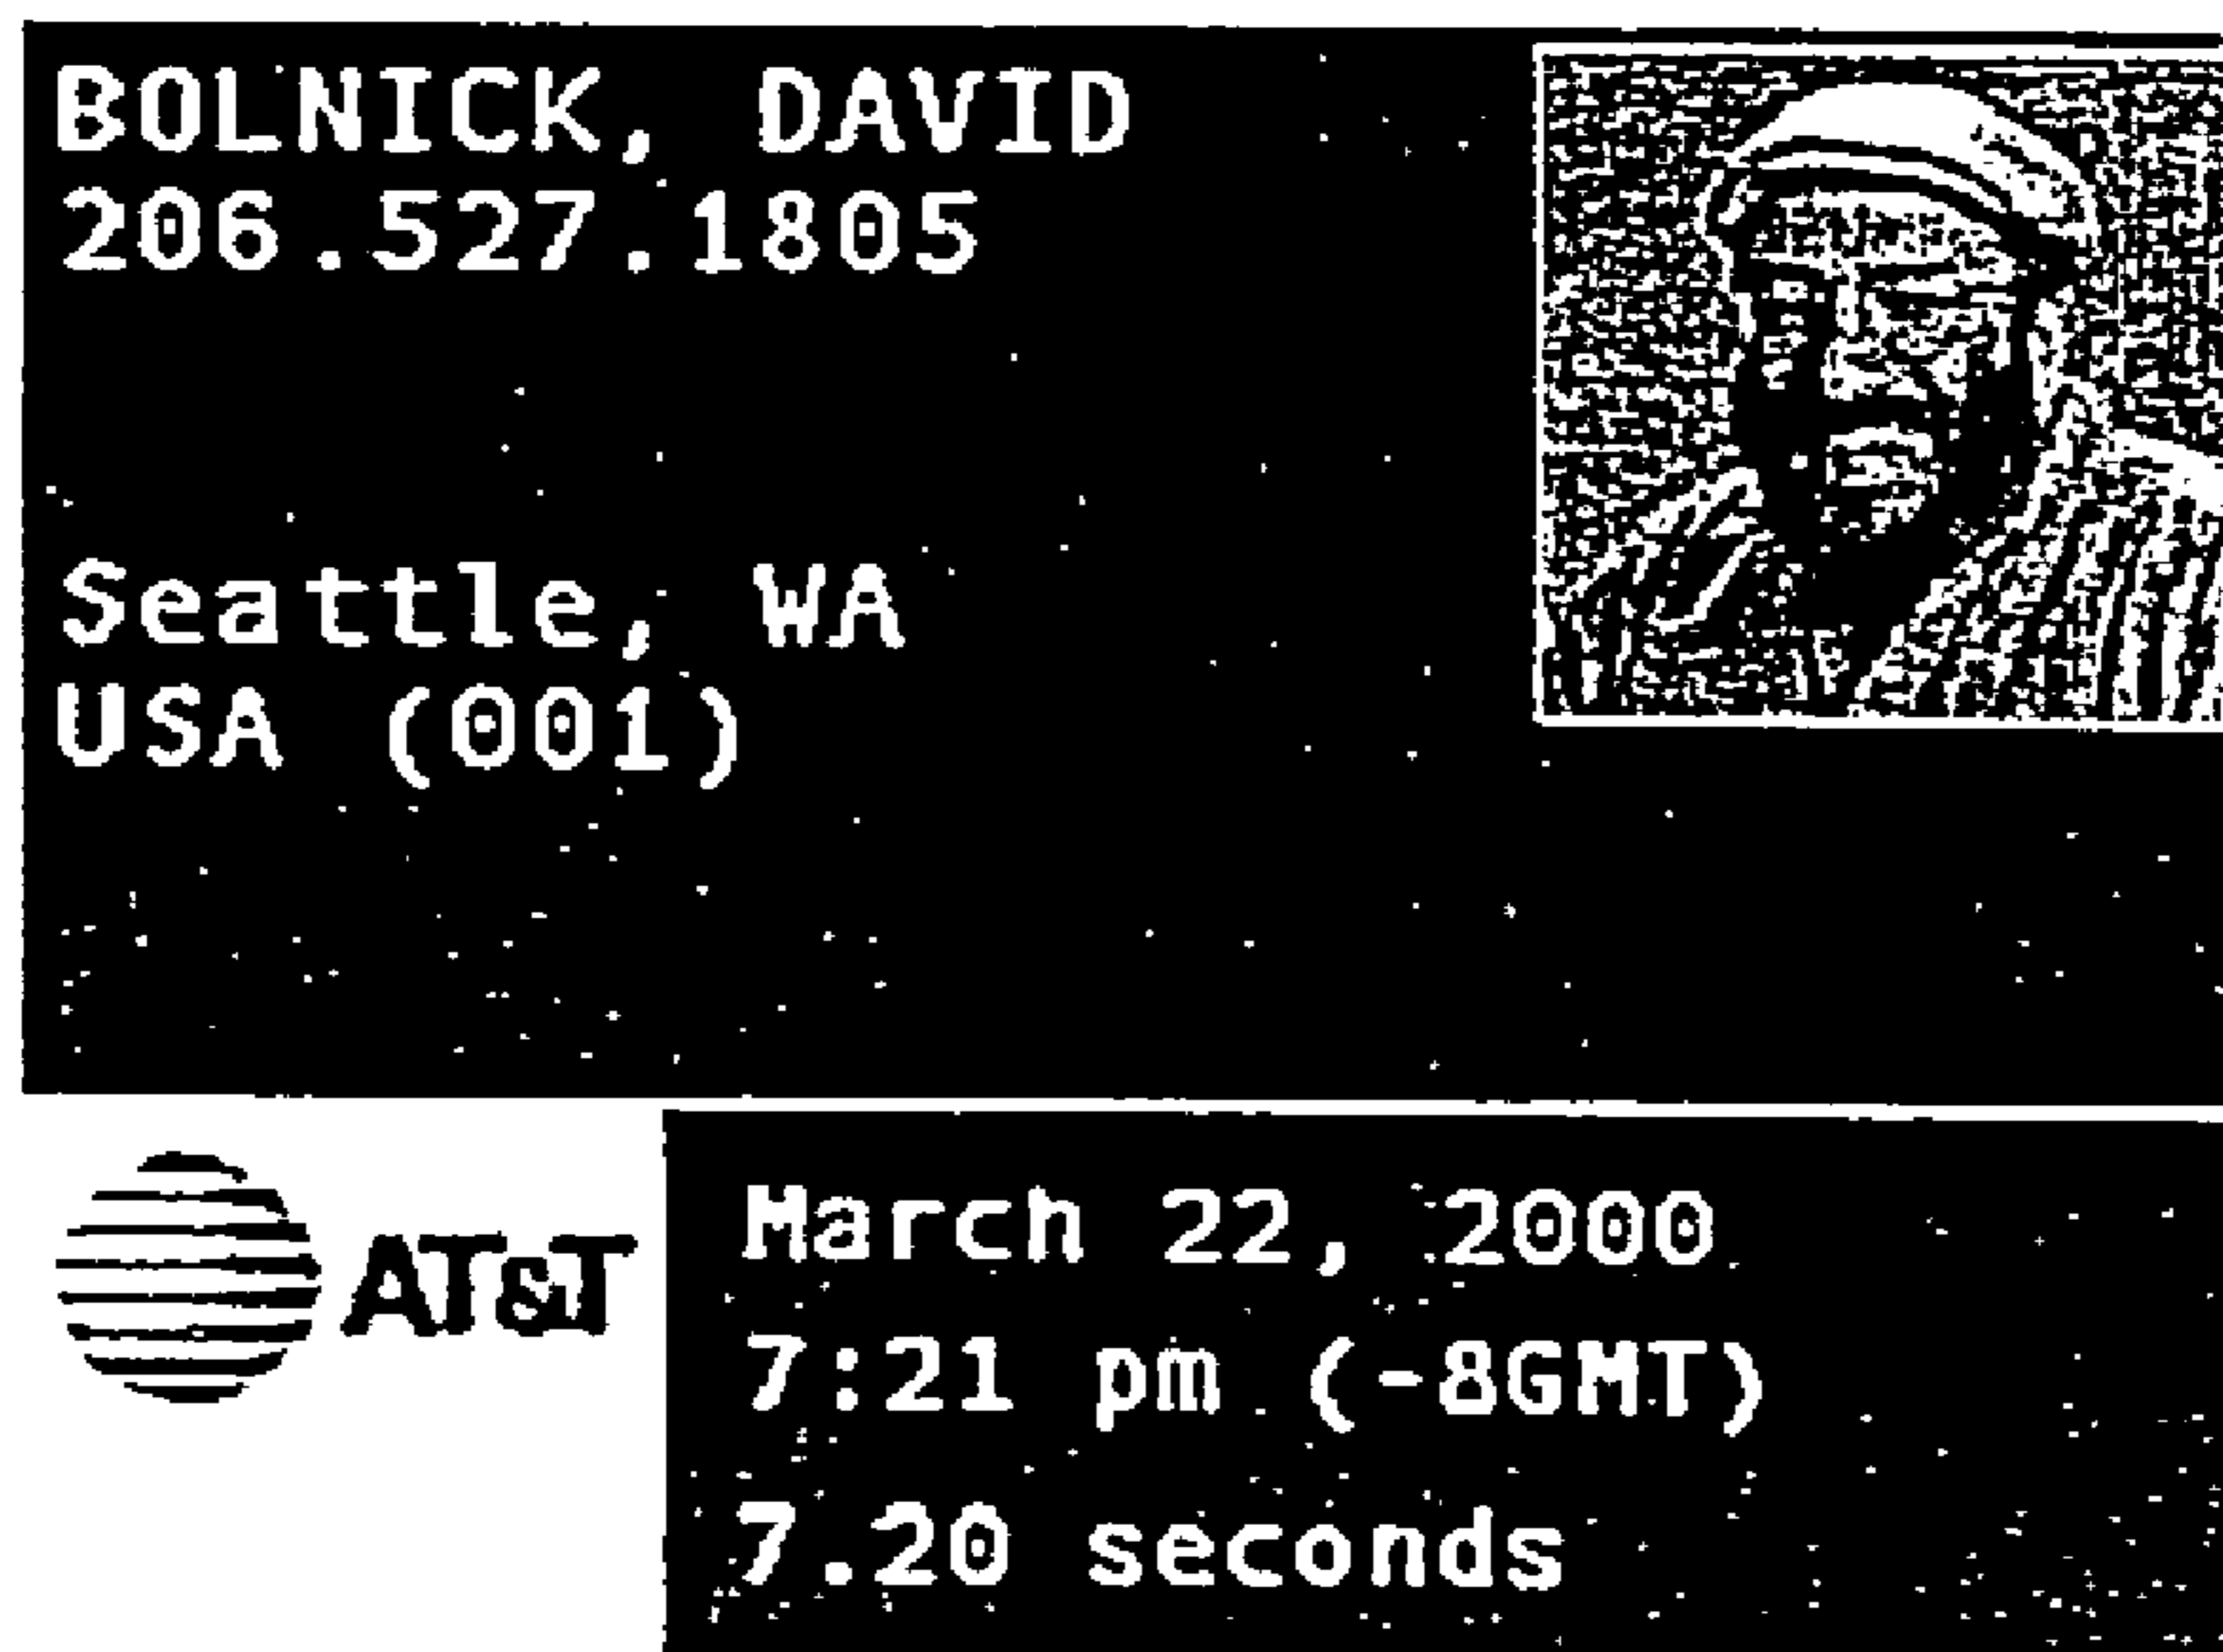 BOLNICK, DAVID
206.527.1805
Seattle, WA
USA (001)
AT&T
March 22, 2000
7:21 pm (-8GMT)
7.20 seconds